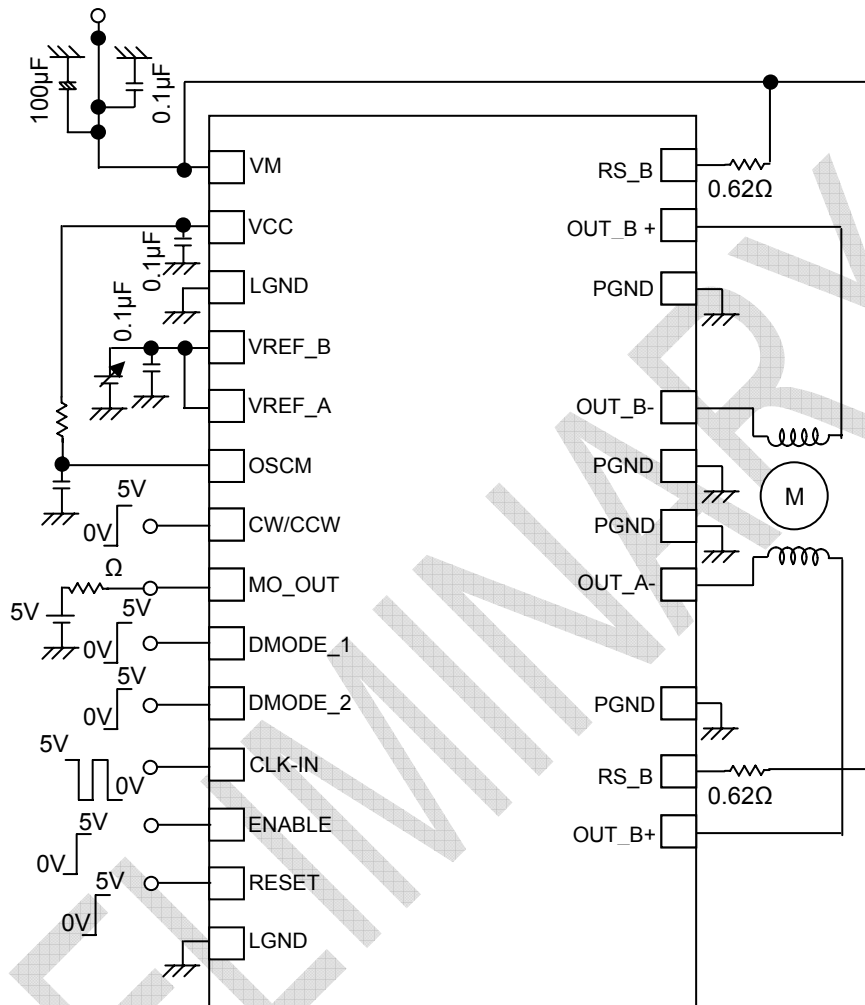 100µF
0.1µF
VM
RS_B
0.62Ω
VCC
OUT_B +
0.1µF
LGND
PGND
0.1µF
VREF_B
VREF_A
OUT_B-
OSCM
PGND
M
5V
0V
CW/CCW
PGND
Ω
MO_OUT
OUT_A-
5V
5V
0V
DMODE_1
5V
0V
DMODE_2
PGND
5V
0V
CLK-IN
RS_B
0.62Ω
5V
0V
ENABLE
OUT_B+
5V
0V
RESET
LGND
ELIMINARY